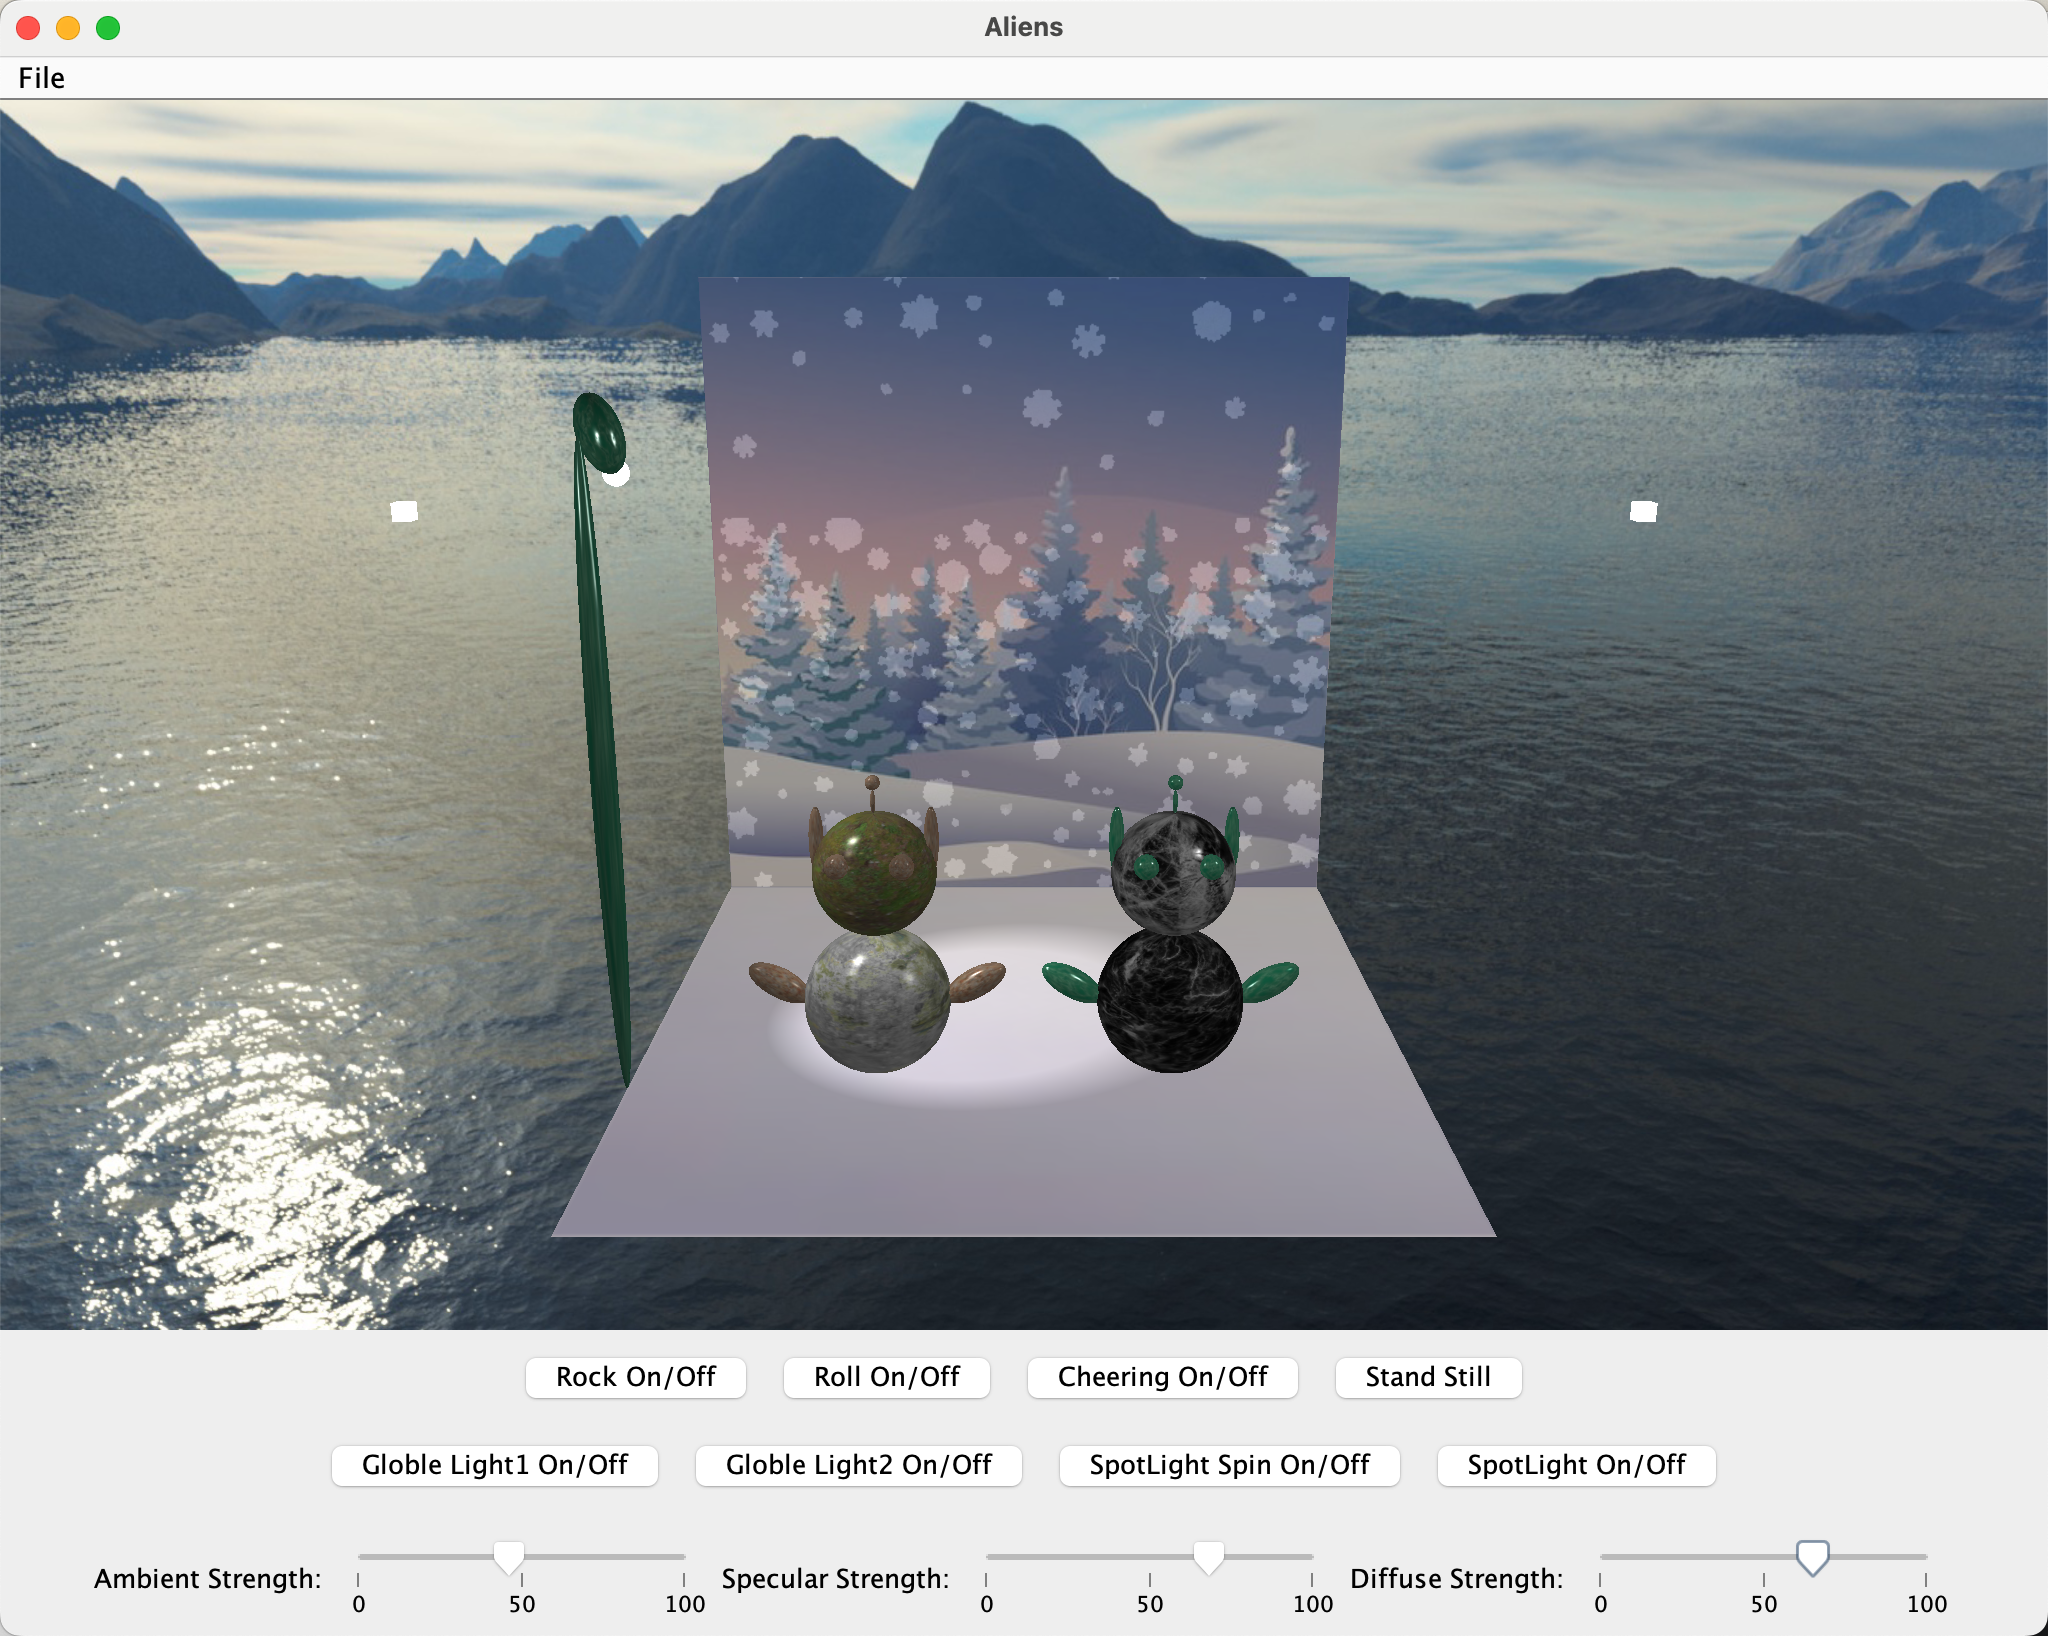 Aliens
File
Rock On/Off Roll On/Off Cheering On/Off Stand Still
Globle Light1 On/Off Globle Light2 On/Off SpotLight Spin On/Off SpotLight On/Off
Ambient Strength: Specular Strength: Diffuse Strength:
0 50 100 0 50 100 0 50 100